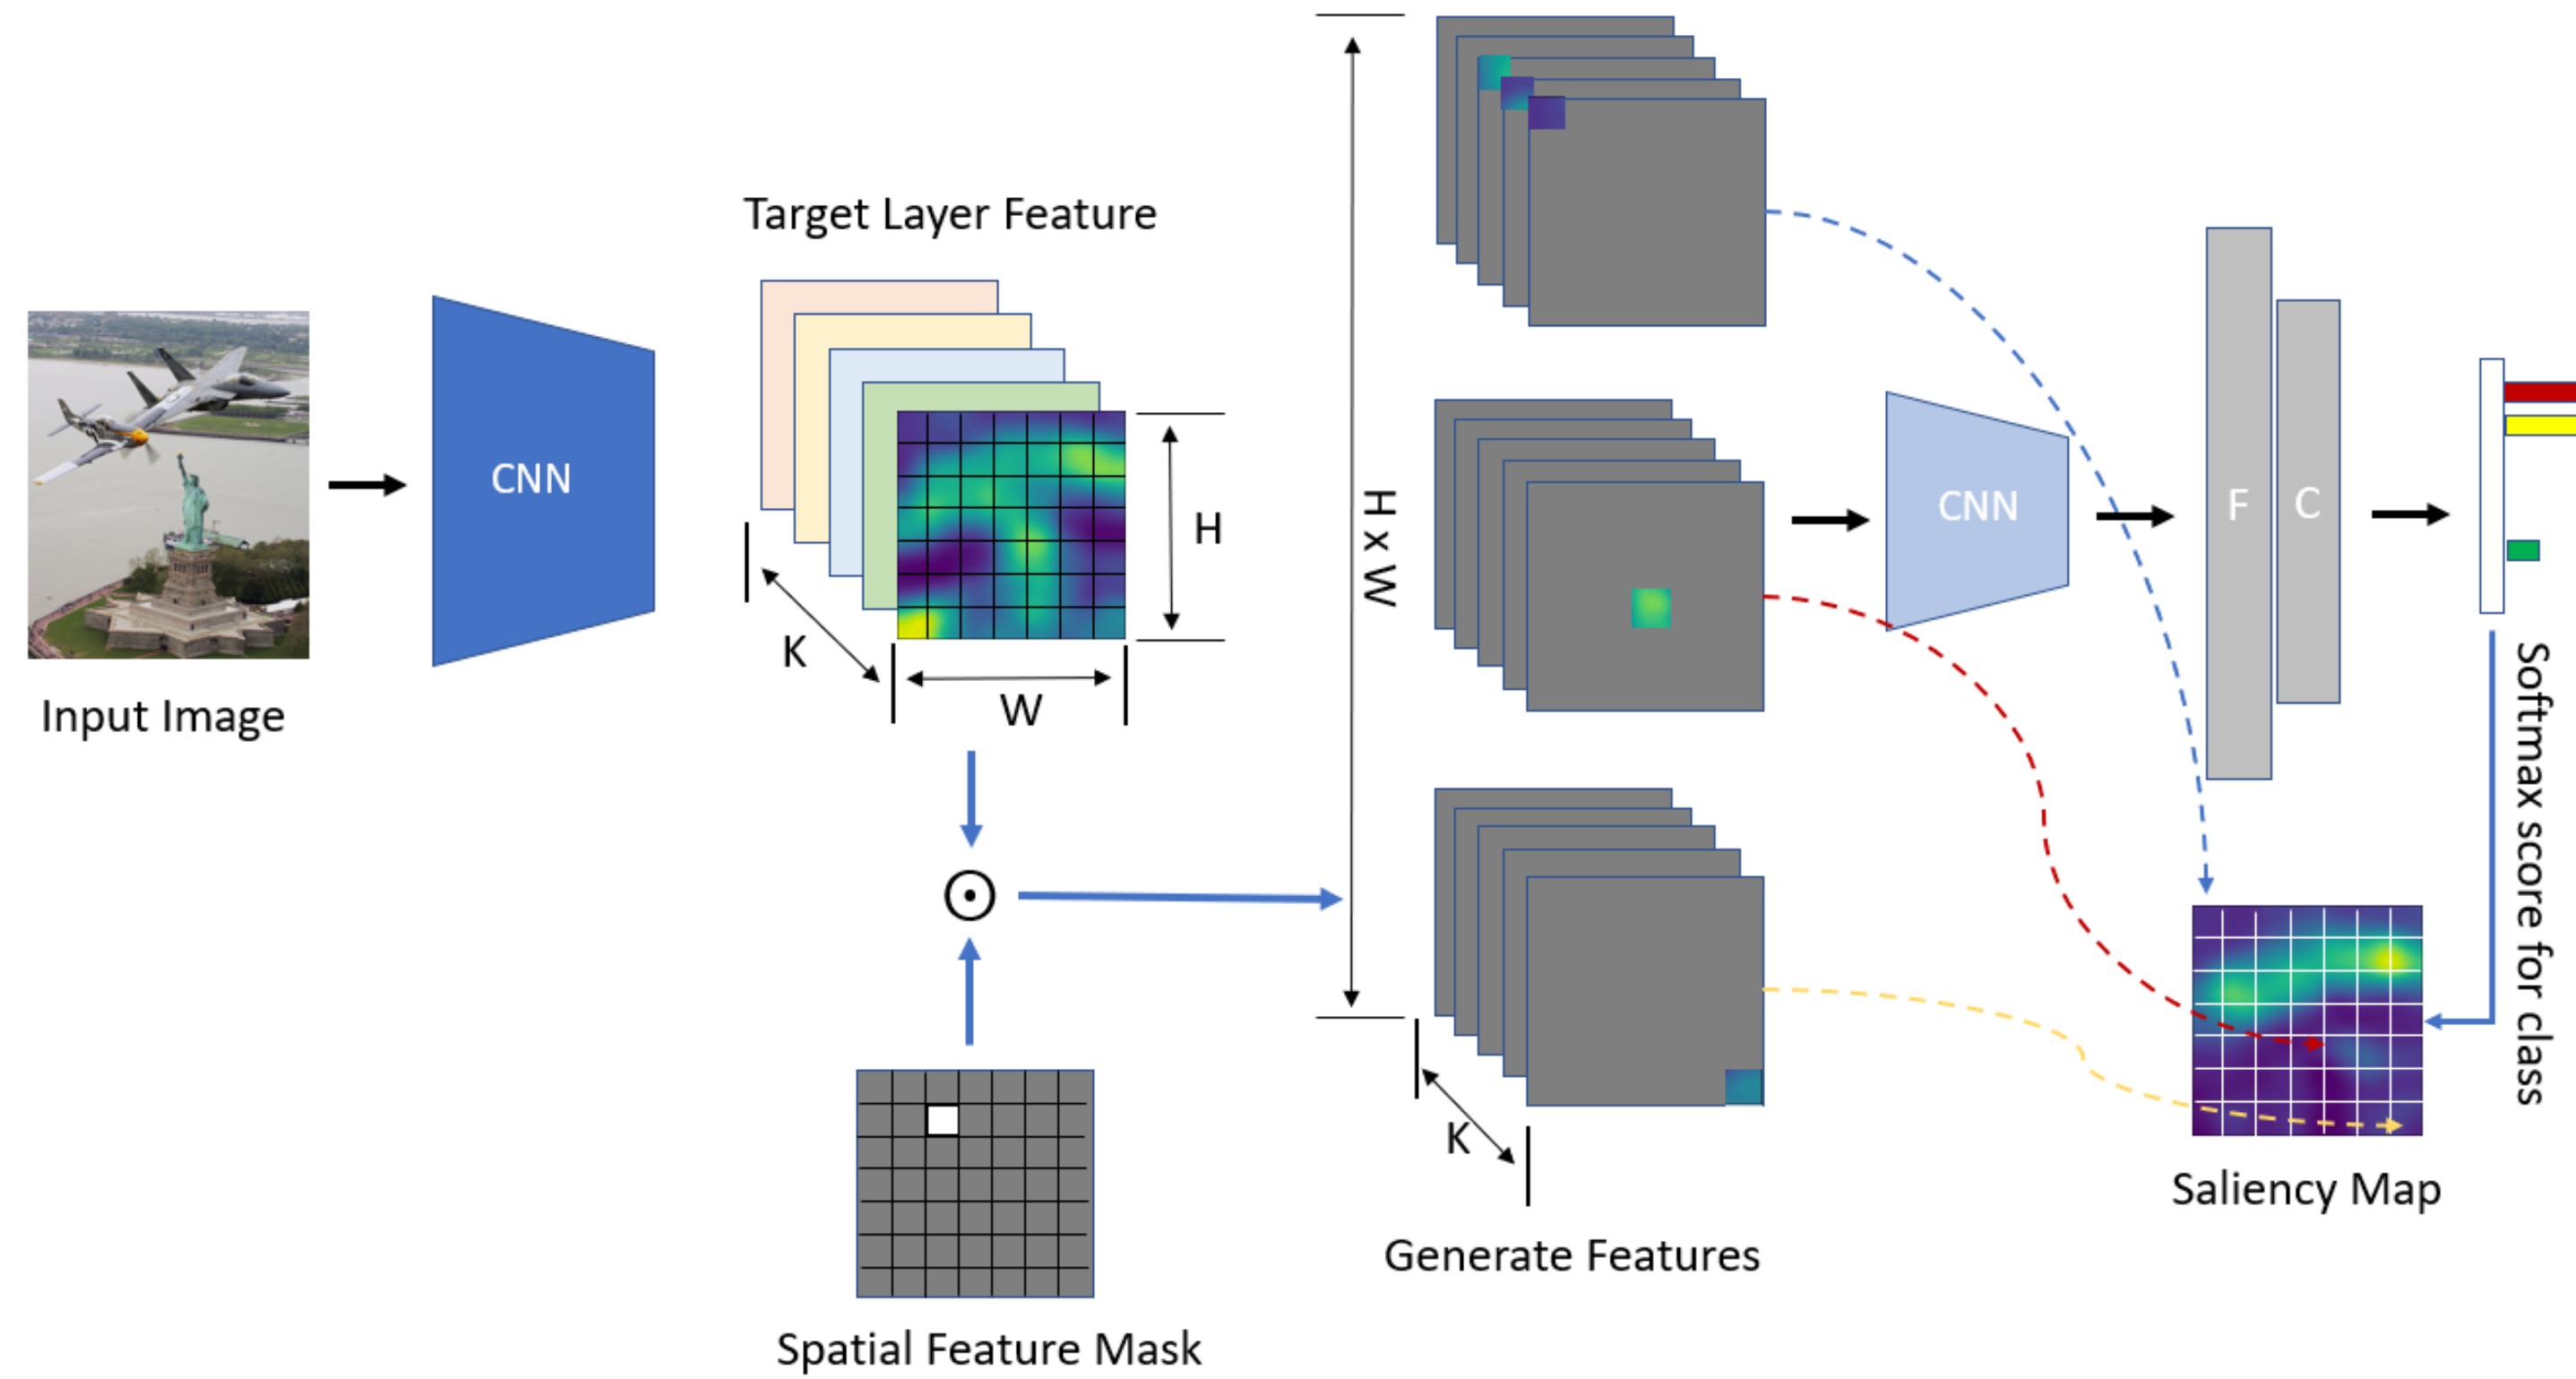 Target Layer Feature
Input Image
CNN
K
H
W
H x W
CNN
F
C
Softmax score for class
K
Generate Features
Saliency Map
Spatial Feature Mask